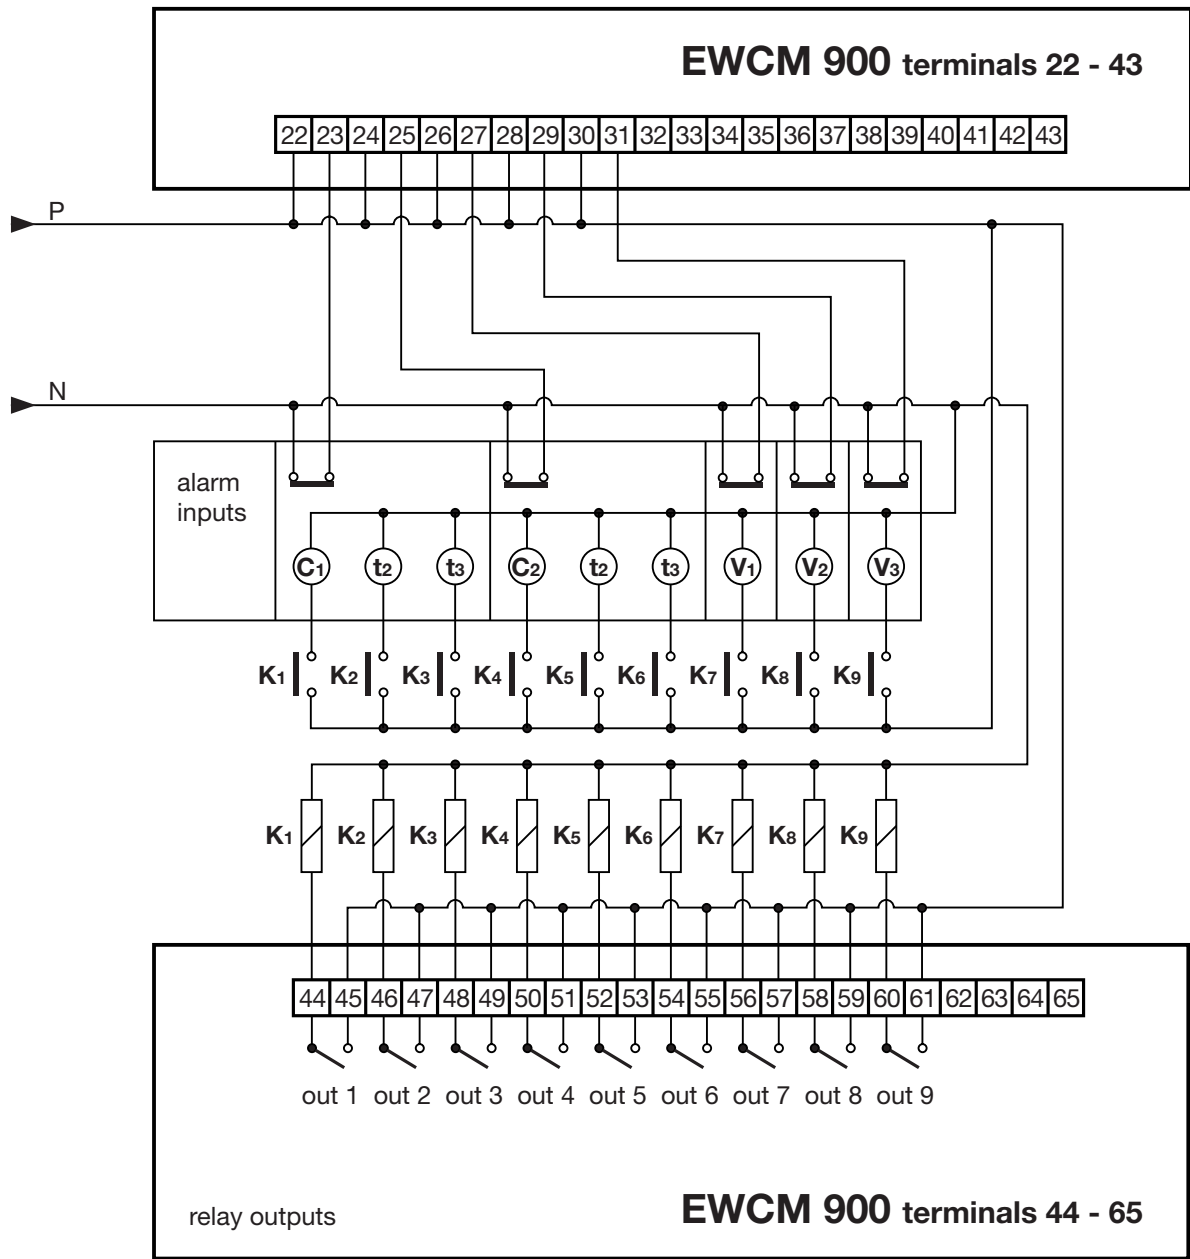 EWCM 900 terminals 22 - 43
22 23 24 25 26 27 28 29 30 31 32 33 34 35 36 37 38 39 40 41 42 43
P
N
alarm
inputs
C1 t2 t3 C2 t2 t3 V1 V2 V3
K1 K2 K3 K4 K5 K6 K7 K8 K9
K1 K2 K3 K4 K5 K6 K7 K8 K9
44 45 46 47 48 49 50 51 52 53 54 55 56 57 58 59 60 61 62 63 64 65
out 1 out 2 out 3 out 4 out 5 out 6 out 7 out 8 out 9
relay outputs
EWCM 900 terminals 44 - 65